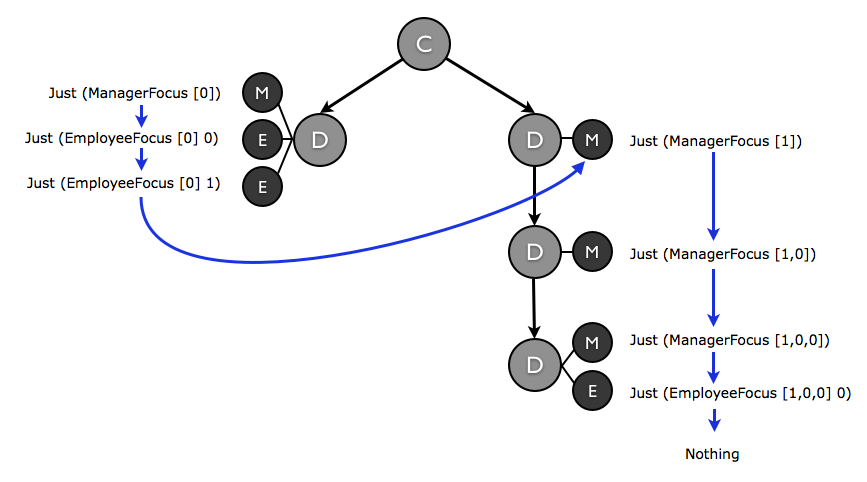 C
Just (ManagerFocus [0])
M
Just (EmployeeFocus [0] 0)
E
D
Just (EmployeeFocus [0] 1)
E
D
M
Just (ManagerFocus [1])
D
M
Just (ManagerFocus [1,0])
D
M
Just (ManagerFocus [1,0,0])
E
Just (EmployeeFocus [1,0,0] 0)
Nothing